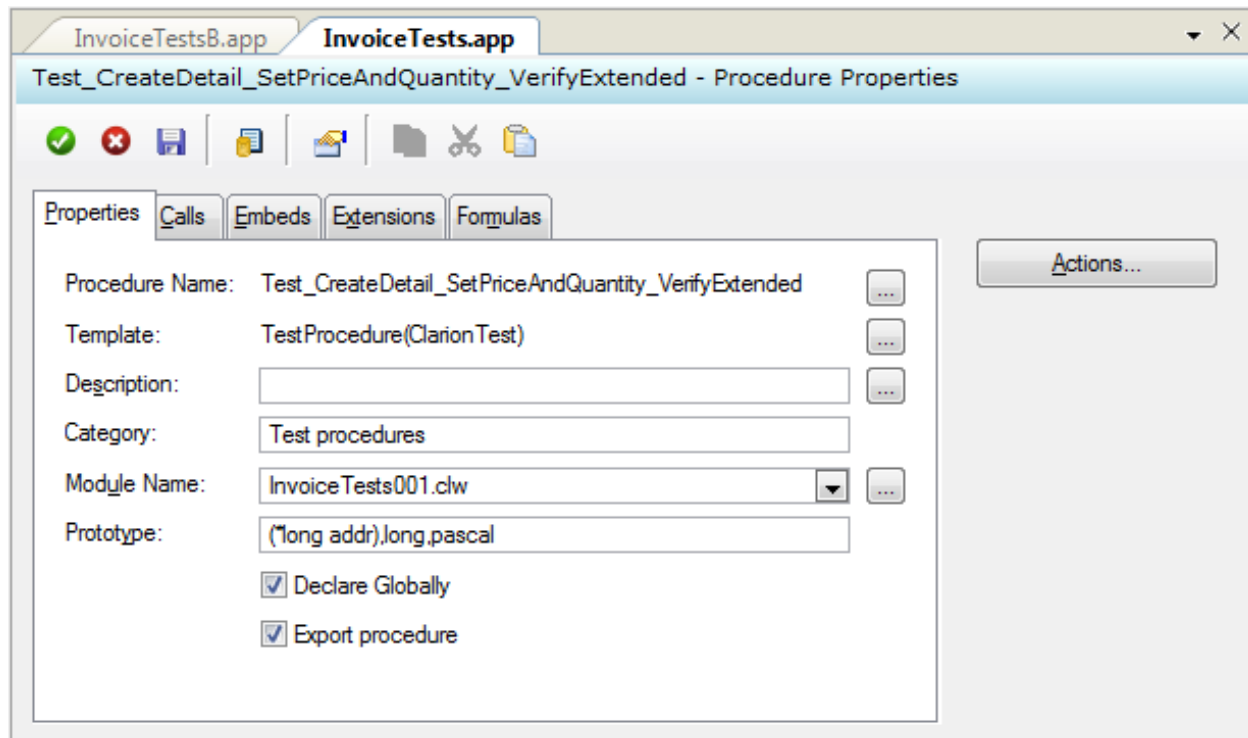 InvoiceTestsB.app InvoiceTests.app
Test_CreateDetail_SetPriceAndQuantity_VerifyExtended - Procedure Properties
Properties Calls Embeds Extensions Formulas
Actions...
Procedure Name: Test_CreateDetail_SetPriceAndQuantity_VerifyExtended ...
Template: TestProcedure(ClarionTest) ...
Description: ...
Category: Test procedures
Module Name: InvoiceTests001.clw ...
Prototype: (*long addr),long,pascal
Declare Globally
Export procedure